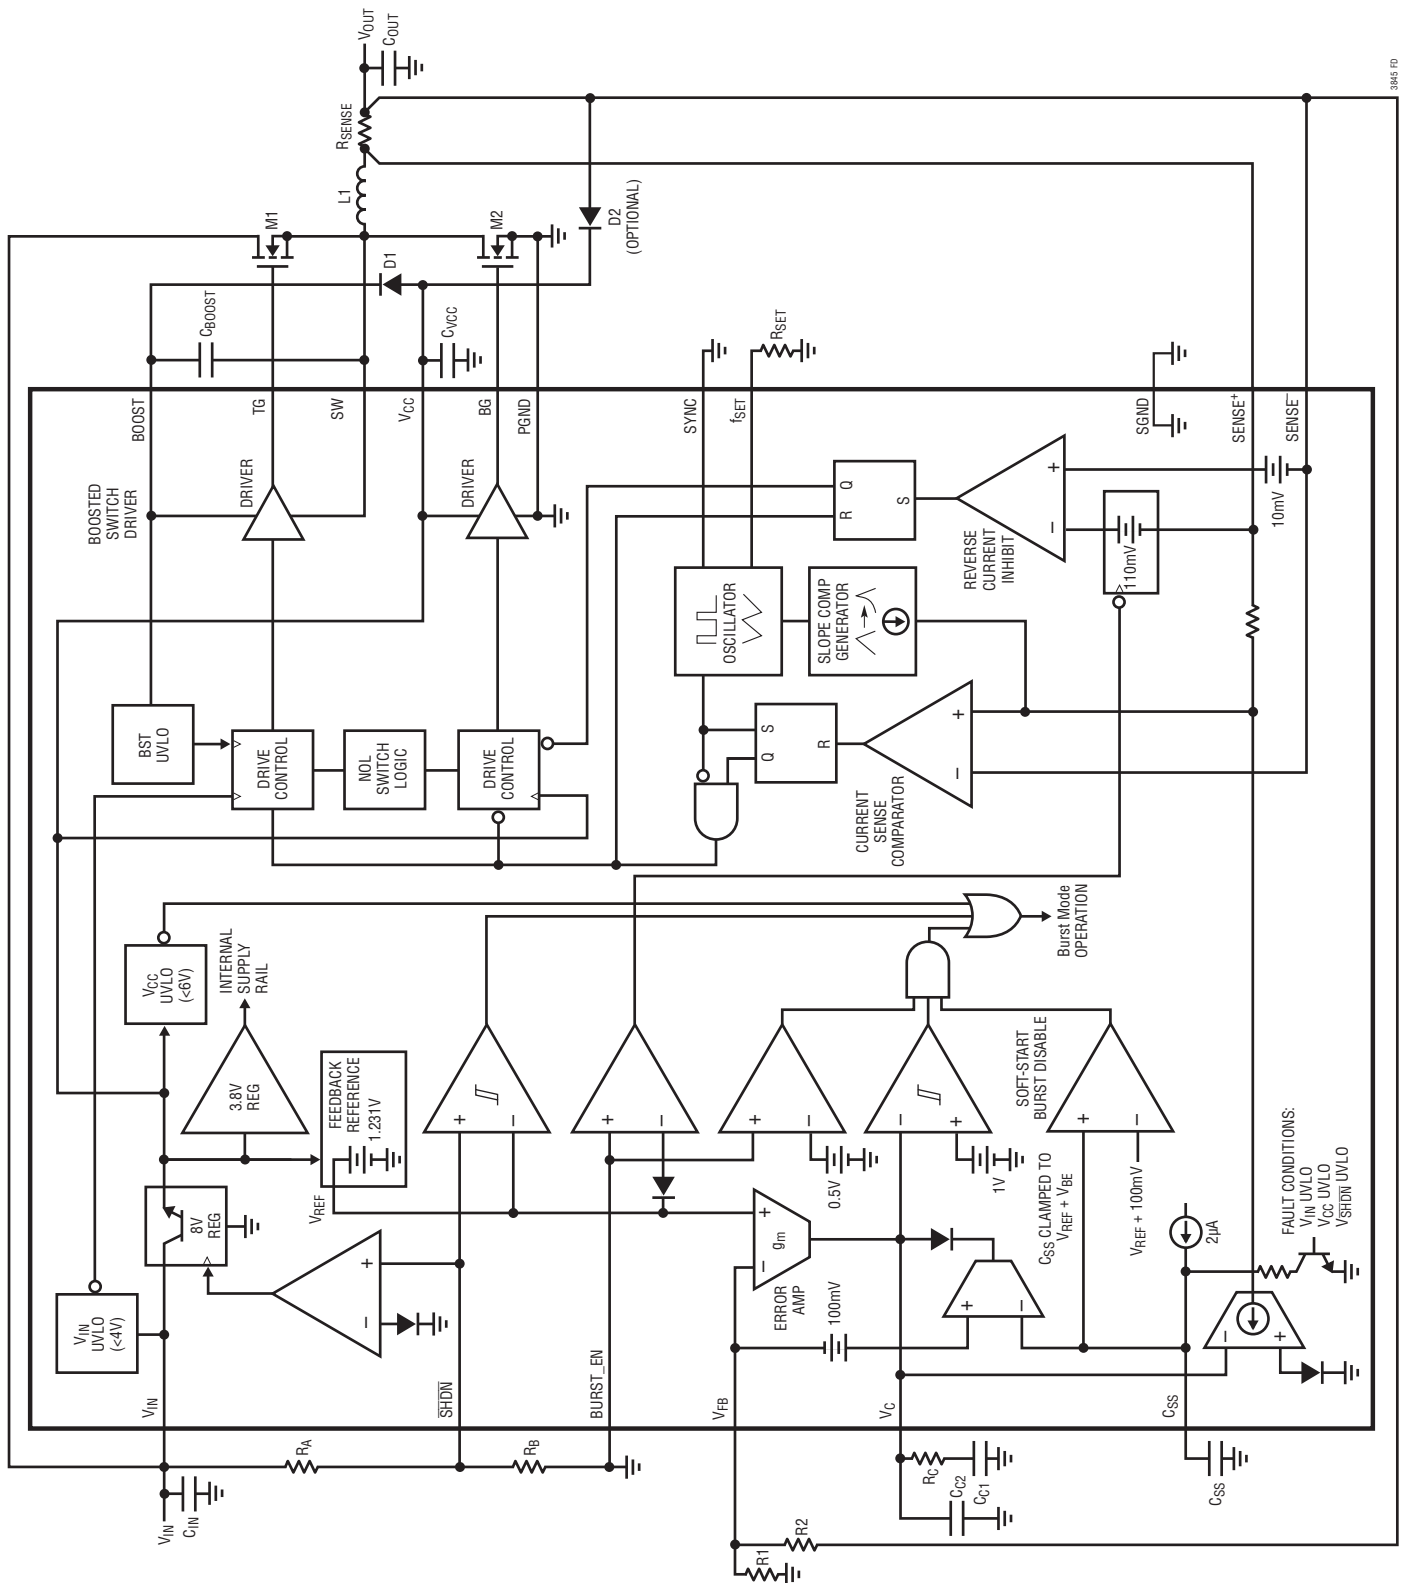 VIN
CIN
RA
RB
VIN
VIN
UVLO
(<4V)
8V
REG
VCC
UVLO
(<6V)
3.8V
REG
INTERNAL
SUPPLY
RAIL
FEEDBACK
REFERENCE
1.231V
VREF
+
–
SHDN
+
–
BURST_EN
+
–
+
–
0.5V
VFB
+
–
gm
ERROR
AMP
100mV
VC
–
+
1V
+
–
CSS CLAMPED TO
VREF + VBE
SOFT-START
BURST DISABLE
+
–
VREF + 100mV
CSS
2µA
–
+
FAULT CONDITIONS:
VIN UVLO
VCC UVLO
VSHDN UVLO
Burst Mode
OPERATION
R1
R2
RC
CC2
CC1
CSS
BST
UVLO
DRIVE
CONTROL
NOL
SWITCH
LOGIC
DRIVE
CONTROL
BOOSTED
SWITCH
DRIVER
DRIVER
DRIVER
BOOST
TG
SW
VCC
BG
PGND
SYNC
fSET
SGND
SENSE+
SENSE–
OSCILLATOR
SLOPE COMP
GENERATOR
Q
S
R
CURRENT
SENSE
COMPARATOR
+
–
Q
R
S
REVERSE
CURRENT
INHIBIT
+
–
110mV
10mV
CBOOST
D1
CVCC
M1
M2
L1
RSENSE
VOUT
COUT
D2
(OPTIONAL)
RSET
3845 FD